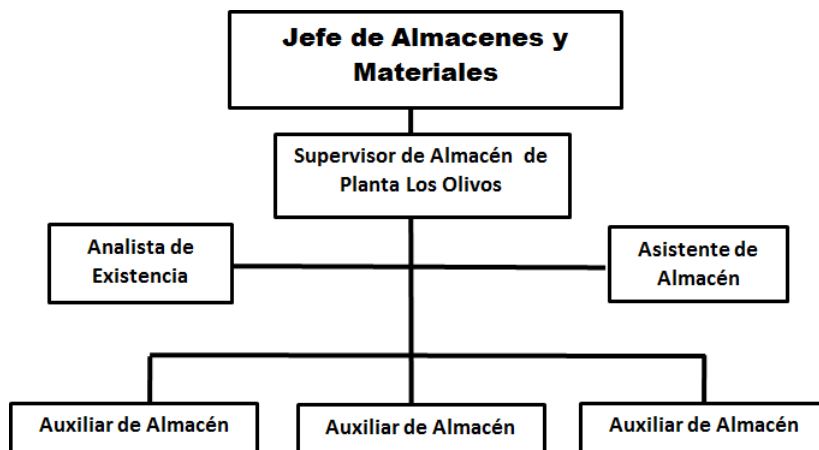 Jefe de Almacenes y
Materiales
Supervisor de Almacén de
Planta Los Olivos
Analista de
Existencia
Asistente de
Almacén
Auxiliar de Almacén
Auxiliar de Almacén
Auxiliar de Almacén